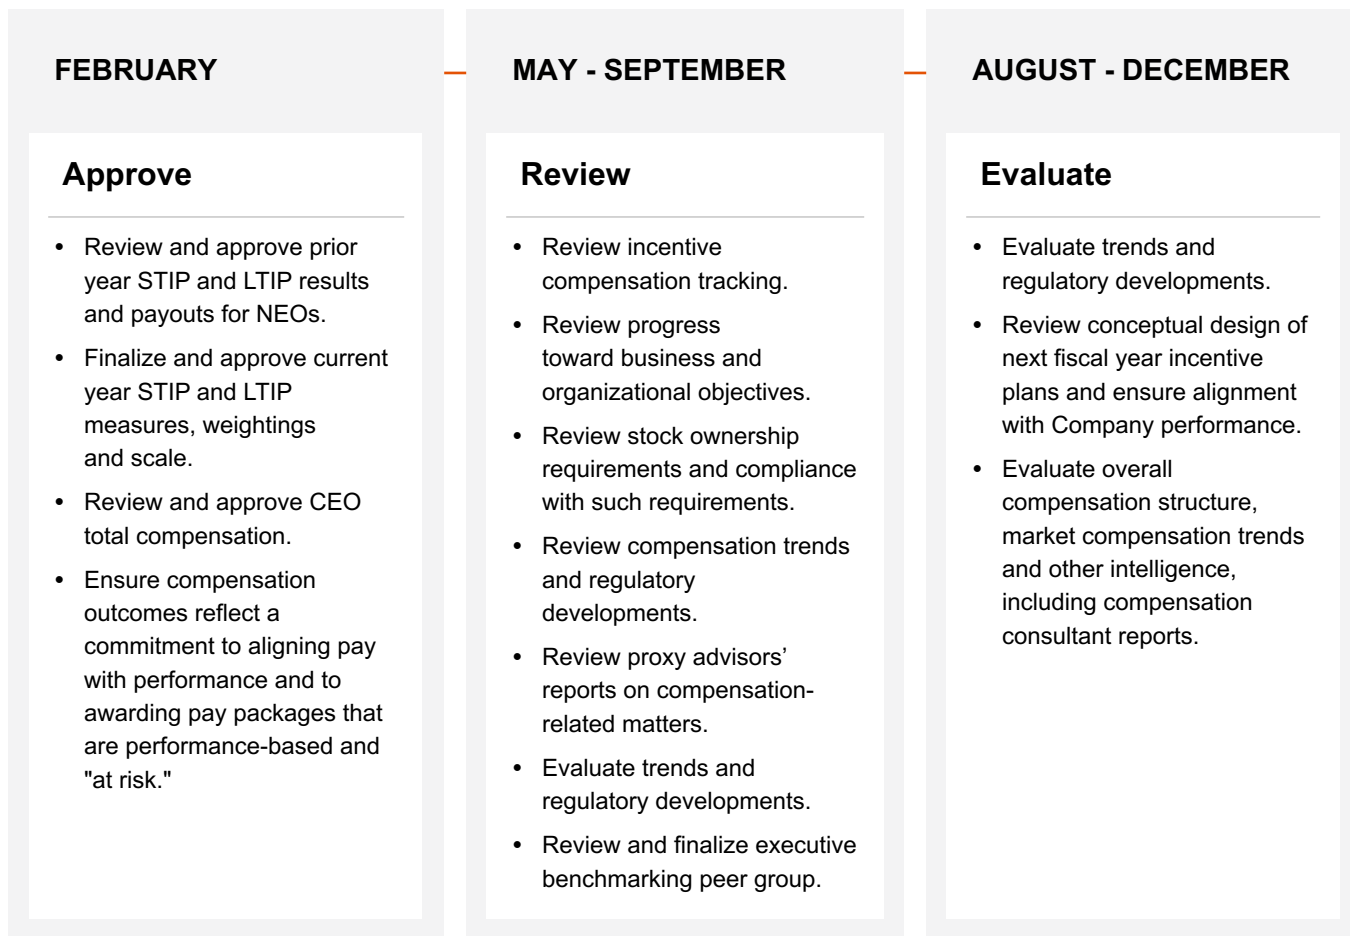 FEBRUARY
Approve
• Review and approve prior
year STIP and LTIP results
and payouts for NEOs.
• Finalize and approve current
year STIP and LTIP
measures, weightings
and scale.
• Review and approve CEO
total compensation.
• Ensure compensation
outcomes reflect a
commitment to aligning pay
with performance and to
awarding pay packages that
are performance-based and
"at risk."
MAY - SEPTEMBER
Review
• Review incentive
compensation tracking.
• Review progress
toward business and
organizational objectives.
• Review stock ownership
requirements and compliance
with such requirements.
• Review compensation trends
and regulatory
developments.
• Review proxy advisors’
reports on compensation-
related matters.
• Evaluate trends and
regulatory developments.
• Review and finalize executive
benchmarking peer group.
AUGUST - DECEMBER
Evaluate
• Evaluate trends and
regulatory developments.
• Review conceptual design of
next fiscal year incentive
plans and ensure alignment
with Company performance.
• Evaluate overall
compensation structure,
market compensation trends
and other intelligence,
including compensation
consultant reports.